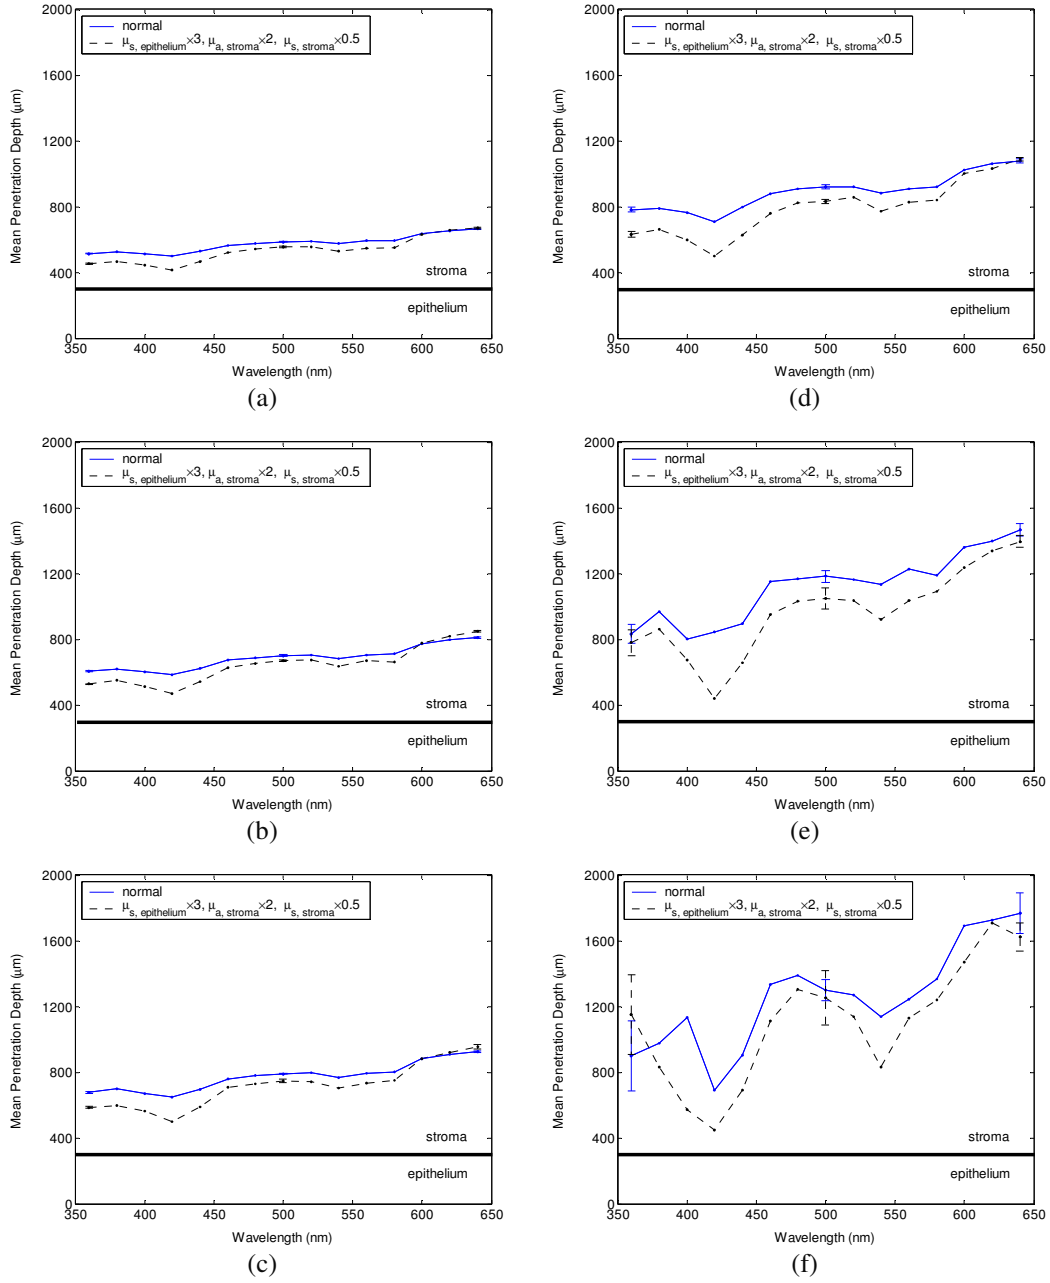 2000
1600
1200
800
400
0
Mean Penetration Depth (μm)
normal
μs, epithelium×3, μa, stroma×2, μs, stroma×0.5
stroma
epithelium
350 400 450 500 550 600 650
Wavelength (nm)
(a)
2000
1600
1200
800
400
0
Mean Penetration Depth (μm)
normal
μs, epithelium×3, μa, stroma×2, μs, stroma×0.5
stroma
epithelium
350 400 450 500 550 600 650
Wavelength (nm)
(d)
2000
1600
1200
800
400
0
Mean Penetration Depth (μm)
normal
μs, epithelium×3, μa, stroma×2, μs, stroma×0.5
stroma
epithelium
350 400 450 500 550 600 650
Wavelength (nm)
(b)
2000
1600
1200
800
400
0
Mean Penetration Depth (μm)
normal
μs, epithelium×3, μa, stroma×2, μs, stroma×0.5
stroma
epithelium
350 400 450 500 550 600 650
Wavelength (nm)
(e)
2000
1600
1200
800
400
0
Mean Penetration Depth (μm)
normal
μs, epithelium×3, μa, stroma×2, μs, stroma×0.5
stroma
epithelium
350 400 450 500 550 600 650
Wavelength (nm)
(c)
2000
1600
1200
800
400
0
Mean Penetration Depth (μm)
normal
μs, epithelium×3, μa, stroma×2, μs, stroma×0.5
stroma
epithelium
350 400 450 500 550 600 650
Wavelength (nm)
(f)